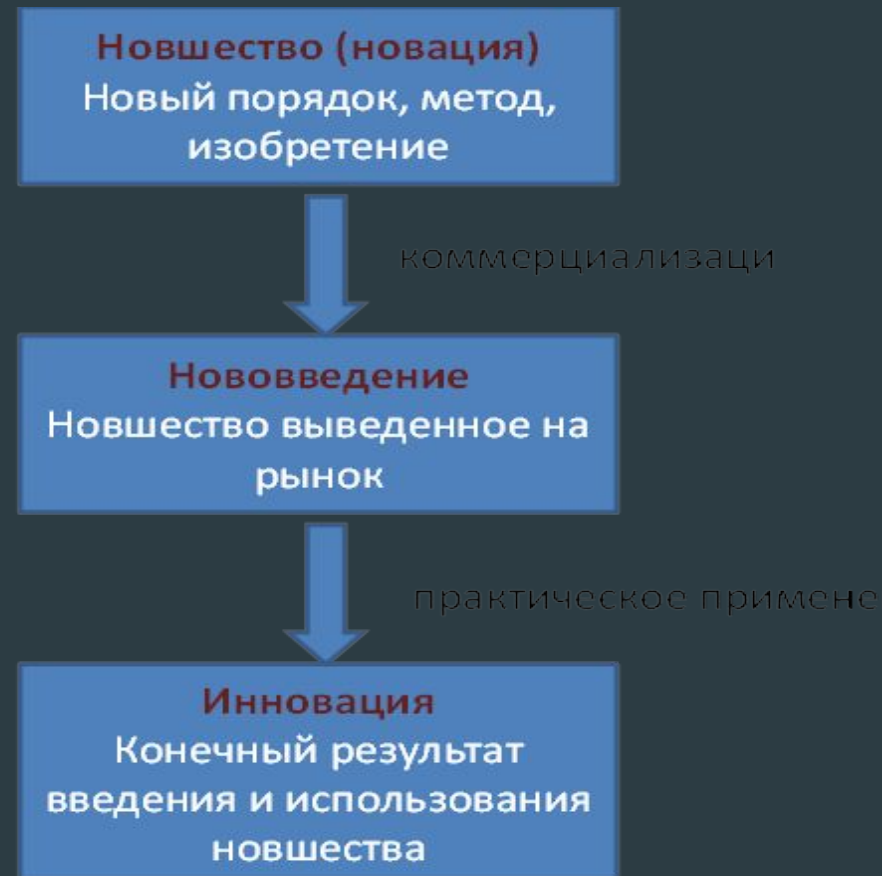 Новшество (новация)
Новый порядок, метод,
изобретение
коммерциализаци
Нововведение
Новшество выведенное на
рынок
практическое примене
Инновация
Конечный результат
введения и использования
новшества